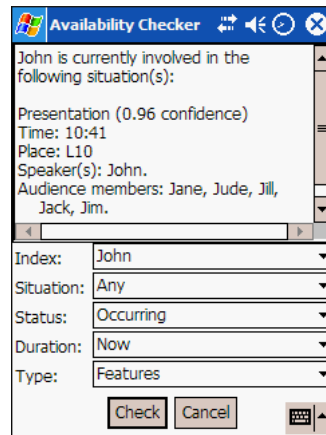 Availability Checker
John is currently involved in the
following situation(s):
Presentation (0.96 confidence)
Time: 10:41
Place: L10
Speaker(s): John.
Audience members: Jane, Jude, Jill,
Jack, Jim.
Index: John
Situation: Any
Status: Occurring
Duration: Now
Type: Features
Check Cancel